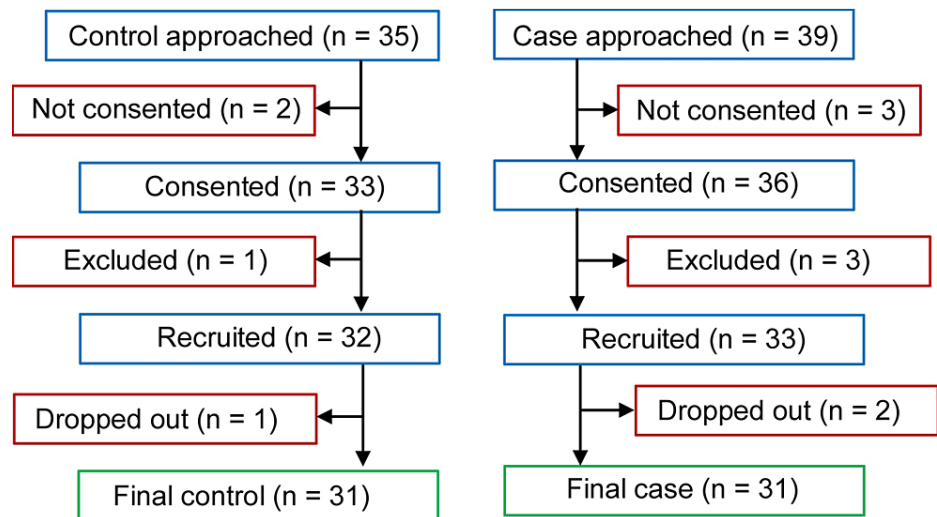 Control approached (n = 35)
Not consented (n = 2)
Consented (n = 33)
Excluded (n = 1)
Recruited (n = 32)
Dropped out (n = 1)
Final control (n = 31)
Case approached (n = 39)
Not consented (n = 3)
Consented (n = 36)
Excluded (n = 3)
Recruited (n = 33)
Dropped out (n = 2)
Final case (n = 31)